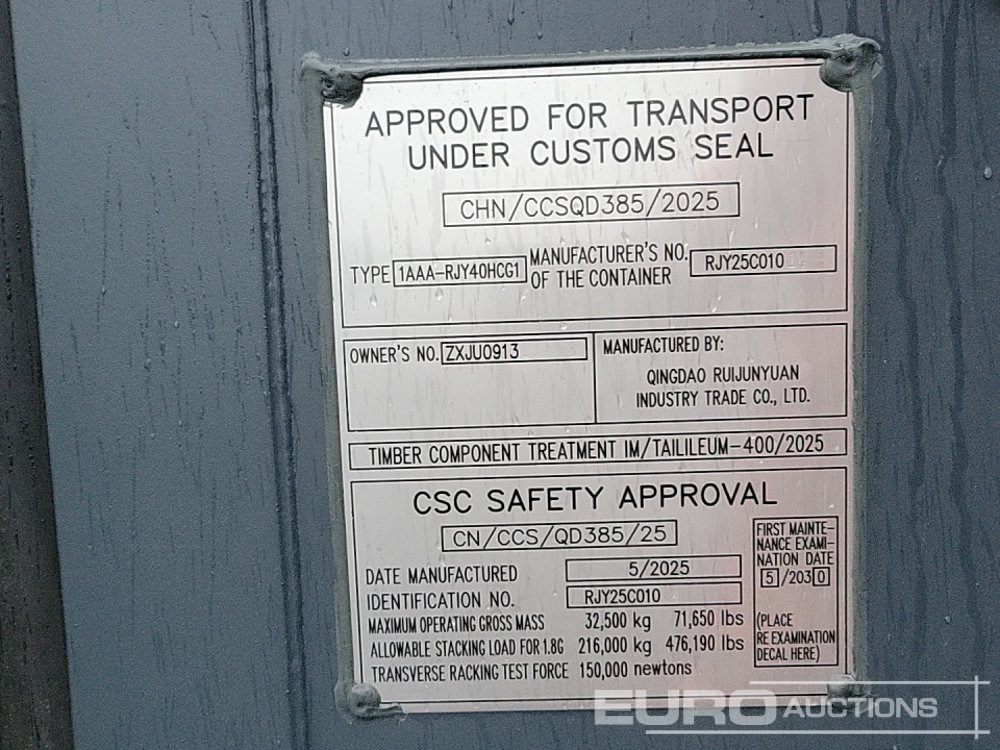 APPROVED FOR TRANSPORT
UNDER CUSTOMS SEAL
CHN/CCSQD385/2025
TYPE 1AAA-RJY40HCG1 MANUFACTURER'S NO. OF THE CONTAINER RJY25C010
OWNER'S NO. ZXJU0913
MANUFACTURED BY:
QINGDAO RUIJUNYUAN
INDUSTRY TRADE CO., LTD.
TIMBER COMPONENT TREATMENT IM/TAILILEUM-400/2025
CSC SAFETY APPROVAL
CN/CCS/QD385/25
DATE MANUFACTURED 5/2025
IDENTIFICATION NO. RJY25C010
MAXIMUM OPERATING GROSS MASS 32,500 kg 71,650 lbs
ALLOWABLE STACKING LOAD FOR 1.8G 216,000 kg 476,190 lbs
TRANSVERSE RACKING TEST FORCE 150,000 newtons
FIRST MAINTE-
NANCE EXAMI-
NATION DATE
5/2030
(PLACE
RE EXAMINATION
DECAL HERE)
EURO AUCTIONS